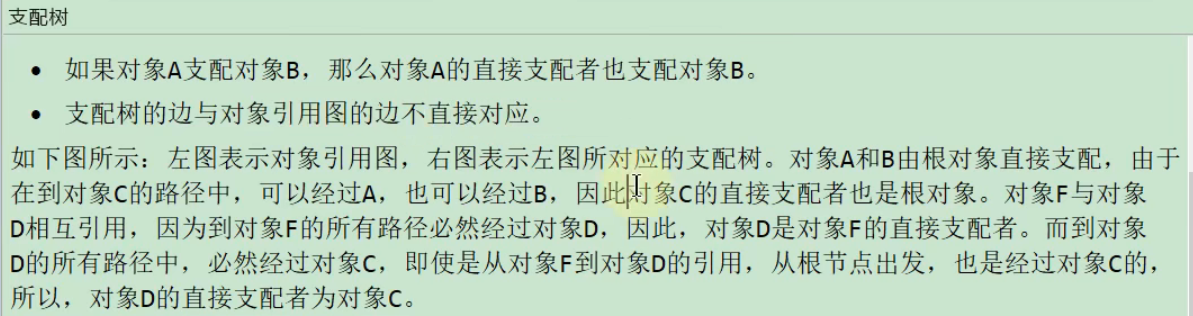 支配树
• 如果对象A支配对象B，那么对象A的直接支配者也支配对象B。
• 支配树的边与对象引用图的边不直接对应。
如下图所示：左图表示对象引用图，右图表示左图所对应的支配树。对象A和B由根对象直接支配，由于
在到对象C的路径中，可以经过A，也可以经过B，因此对象C的直接支配者也是根对象。对象F与对象
D相互引用，因为到对象F的所有路径必然经过对象D，因此，对象D是对象F的直接支配者。而到对象
D的所有路径中，必然经过对象C，即使是从对象F到对象D的引用，从根节点出发，也是经过对象C的，
所以，对象D的直接支配者为对象C。